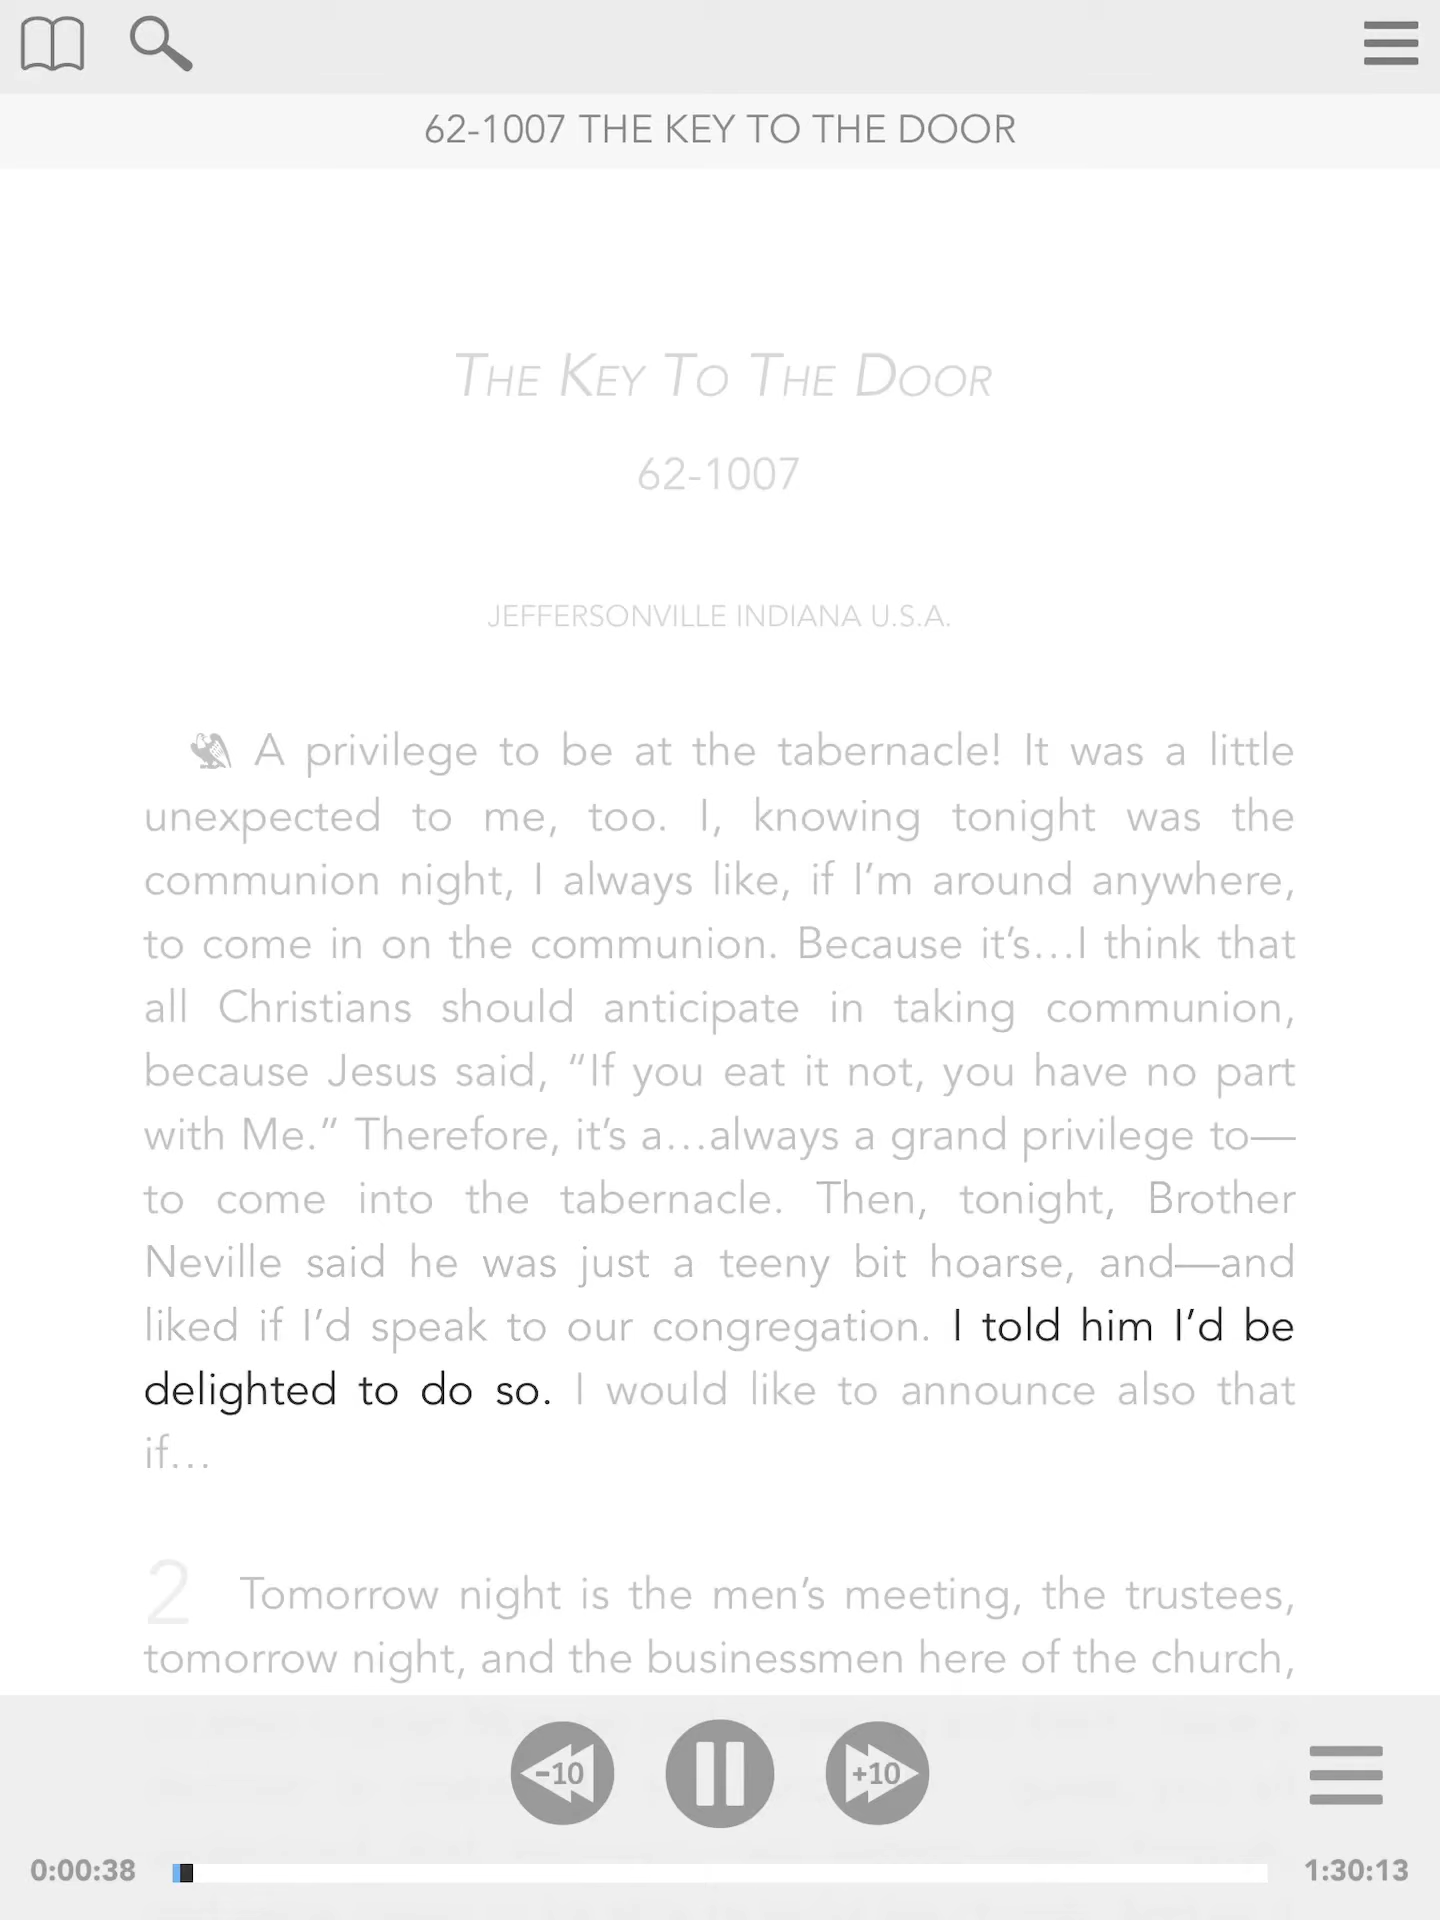 62-1007 THE KEY TO THE DOOR
THE KEY TO THE DOOR
62-1007
JEFFERSONVILLE INDIANA U.S.A.
A privilege to be at the tabernacle! It was a little
unexpected to me, too. I, knowing tonight was the
communion night, I always like, if I’m around anywhere,
to come in on the communion. Because it’s…I think that
all Christians should anticipate in taking communion,
because Jesus said, “If you eat it not, you have no part
with Me.” Therefore, it’s a…always a grand privilege to—
to come into the tabernacle. Then, tonight, Brother
Neville said he was just a teeny bit hoarse, and—and
liked if I’d speak to our congregation. I told him I’d be
delighted to do so. I would like to announce also that
if…
2 Tomorrow night is the men’s meeting, the trustees,
tomorrow night, and the businessmen here of the church,
-10 +10
0:00:38 1:30:13